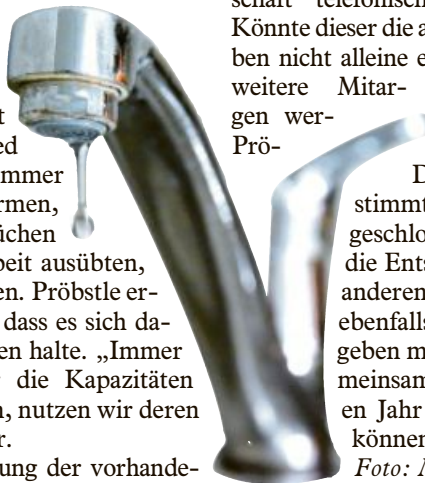 schaft telefonisch
Könnte dieser die a
ben nicht alleine e
weitere Mitar-
gen wer-
Prö-
t
ed
ammer
rmen,
üchen
beit ausübten,
en. Pröbstle er-
dass es sich da-
en halte. „Immer
die Kapazitäten
n, nutzen wir deren
r.
ung der vorhande-
D
stimmt
geschlo
die Ents
anderen
ebenfalls
geben m
meinsam
en Jahr
können
Foto: